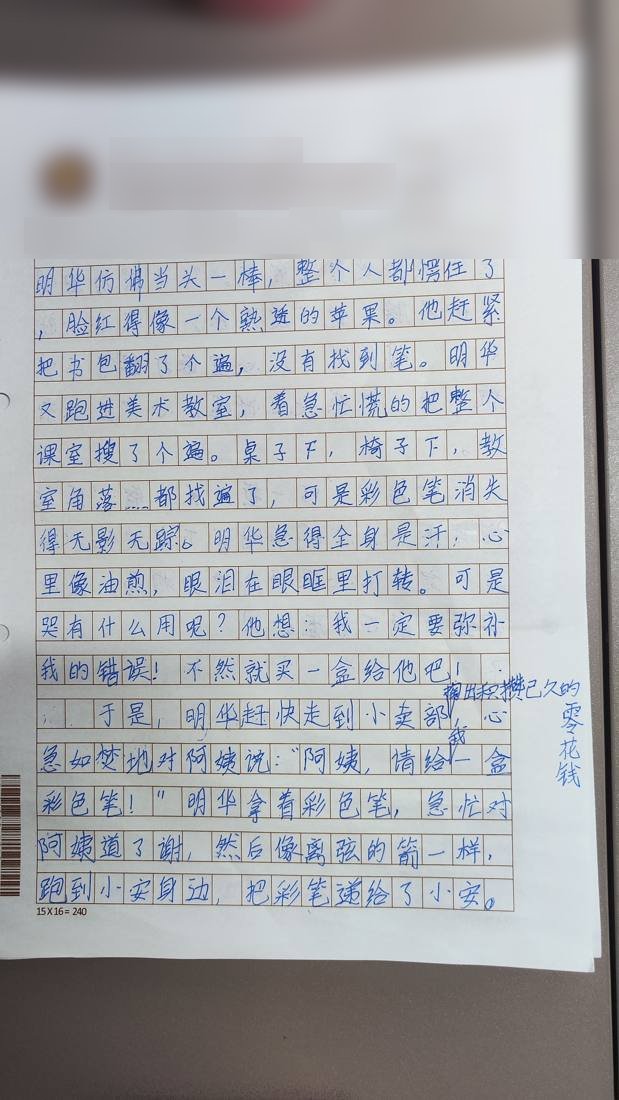 明华仿佛当头一棒，整个人都愣住了
，脸红得像一个熟透的苹果。他赶紧
把书包翻了个遍，没有找到笔。明华
又跑进美术教室，着急忙慌的把整个
课室搜了个遍。桌子下，椅子下，教
室角落……都找遍了，可是彩色笔消失
得无影无踪。明华急得全身是汗，心
里像油煎，眼泪在眼眶里打转。可是
哭有什么用呢？他想：我一定要弥补
我的错误！不然就买一盒给他吧！
掏出积攒已久的
零花钱
于是，明华赶快走到小卖部，心
我
急如焚地对阿姨说：“阿姨，请给一盒
彩色笔！”明华拿着彩色笔，急忙对
阿姨道了谢，然后像离弦的箭一样，
跑到小安身边，把彩笔递给了小安。
15X16=240